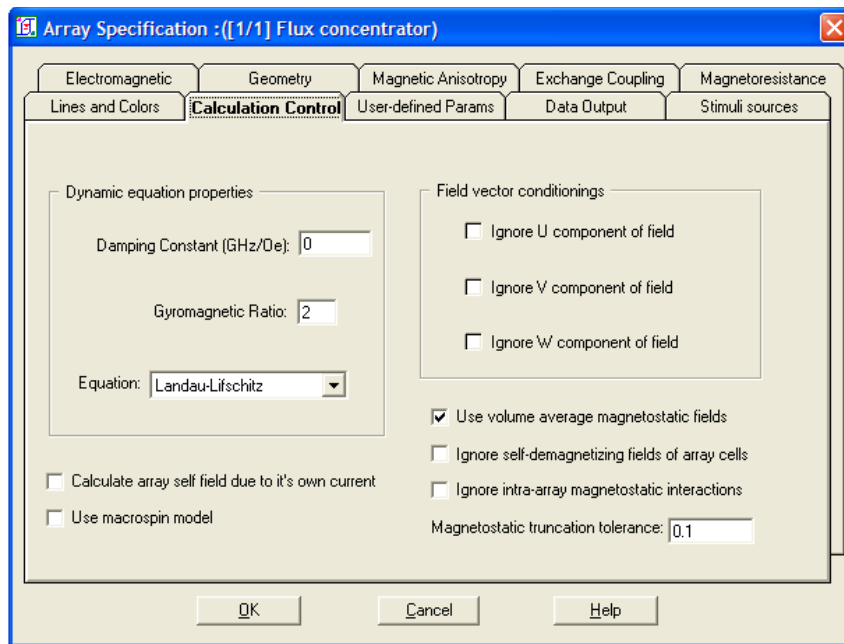 Array Specification :([1/1] Flux concentrator)
Electromagnetic Geometry Magnetic Anisotropy Exchange Coupling Magnetoresistance
Lines and Colors Calculation Control User-defined Params Data Output Stimuli sources
Dynamic equation properties
Damping Constant (GHz/Oe): 0
Gyromagnetic Ratio: 2
Equation: Landau-Lifschitz
Calculate array self field due to it's own current
Use macrospin model
Field vector conditionings
Ignore U component of field
Ignore V component of field
Ignore W component of field
Use volume average magnetostatic fields
Ignore self-demagnetizing fields of array cells
Ignore intra-array magnetostatic interactions
Magnetostatic truncation tolerance: 0.1
OK Cancel Help